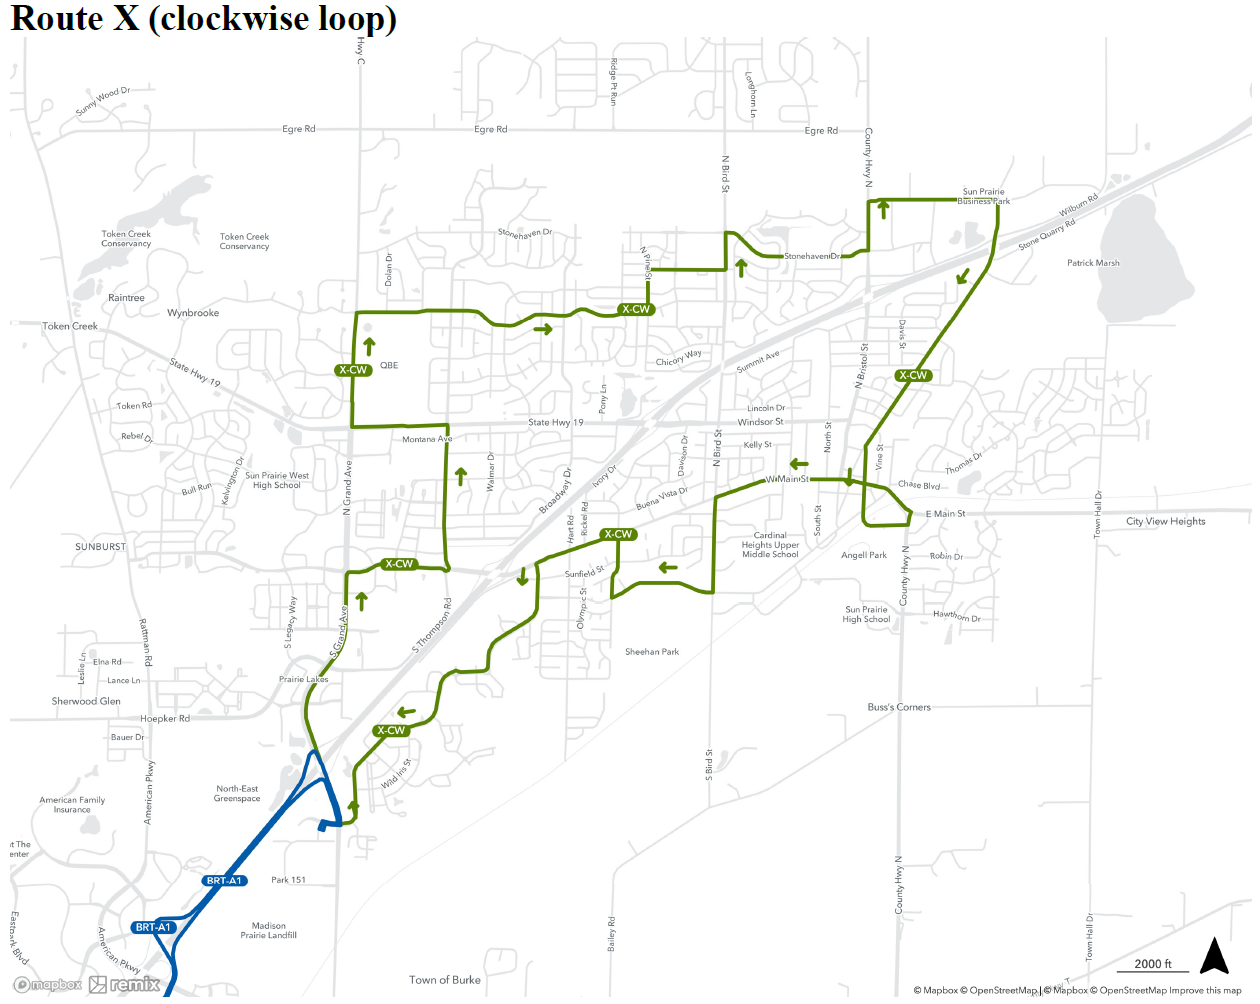 Route X (clockwise loop)
Hwy C
Ridge Pt Run
Longhorn Ln
Sunny Wood Dr
Egre Rd
Egre Rd
Egre Rd
County Hwy N
N Bird St
Sun Prairie
Business Park
Wilburn Rd
Stone Quarry Rd
Token Creek
Conservancy
Token Creek
Conservancy
Stonehaven Dr
Dolan Dr
N Pine St
Stonehaven Dr
Patrick Marsh
Raintree
Wynbrooke
X-CW
Token Creek
Davis St
Chicory Way
Summit Ave
N Bristol St
State Hwy 19
X-CW
QBE
X-CW
Token Rd
Pony Ln
Lincoln Dr
State Hwy 19
Windsor St
Rebel Dr
Montana Ave
N Bird St
Kelly St
North St
Davison Dr
Vine St
Thomas Dr
Walmar Dr
Kelvington Dr
Sun Prairie West
High School
Bull Run
N Grand Ave
Broadway Dr
Ivory Dr
W Main St
Chase Blvd
Buena Vista Dr
Town Hall Dr
Hart Rd
Rickel Rd
South St
E Main St
City View Heights
X-CW
Cardinal
Heights Upper
Middle School
SUNBURST
Angell Park
Robin Dr
X-CW
Sunfield St
County Hwy N
Olympic St
S Legacy Way
S Grand Ave
S Thompson Rd
Sun Prairie
High School
Hawthorn Dr
Rattman Rd
Sheehan Park
Leslie Ln
Elna Rd
Lance Ln
Prairie Lakes
Sherwood Glen
Hoepker Rd
Buss's Corners
Bauer Dr
X-CW
Wild Iris St
S Bird St
American Pkwy
North-East
Greenspace
American Family
Insurance
t The
enter
BRT-A1
Park 151
County Hwy N
BRT-A1
Madison
Prairie Landfill
Eastpark Blvd
American Pkwy
Bailey Rd
Town Hall Dr
Town of Burke
2000 ft
mapbox
remix
© Mapbox © OpenStreetMap | © Mapbox © OpenStreetMap Improve this map